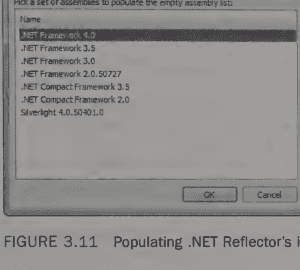 Pick a set of assemblies to populate the empty assembly list:
Name
.NET Framework 4.0
.NET Framework 3.5
.NET Framework 3.0
.NET Framework 2.0.50727
.NET Compact Framework 3.5
.NET Compact Framework 2.0
Silverlight 4.0.50401.0
OK Cancel
FIGURE 3.11 Populating .NET Reflector's